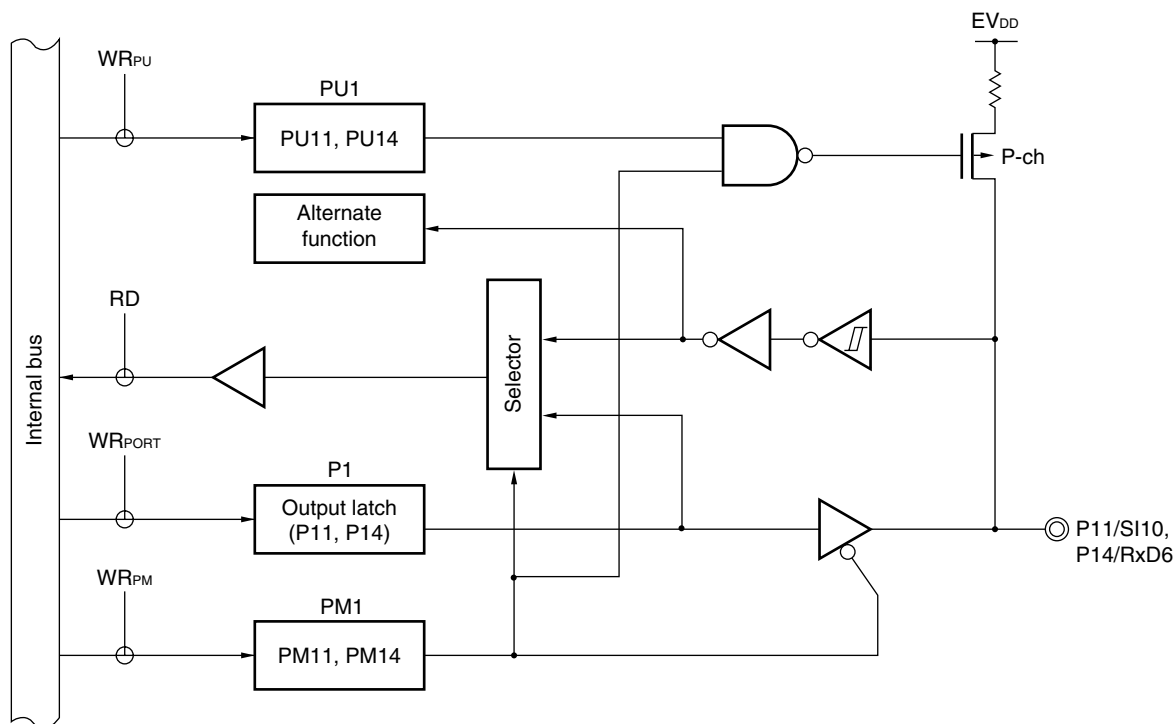 EVDD
WRPU
PU1
PU11, PU14
P-ch
Alternate
function
RD
Selector
Internal bus
WRPORT
P1
Output latch
(P11, P14)
P11/SI10,
P14/RxD6
WRPM
PM1
PM11, PM14